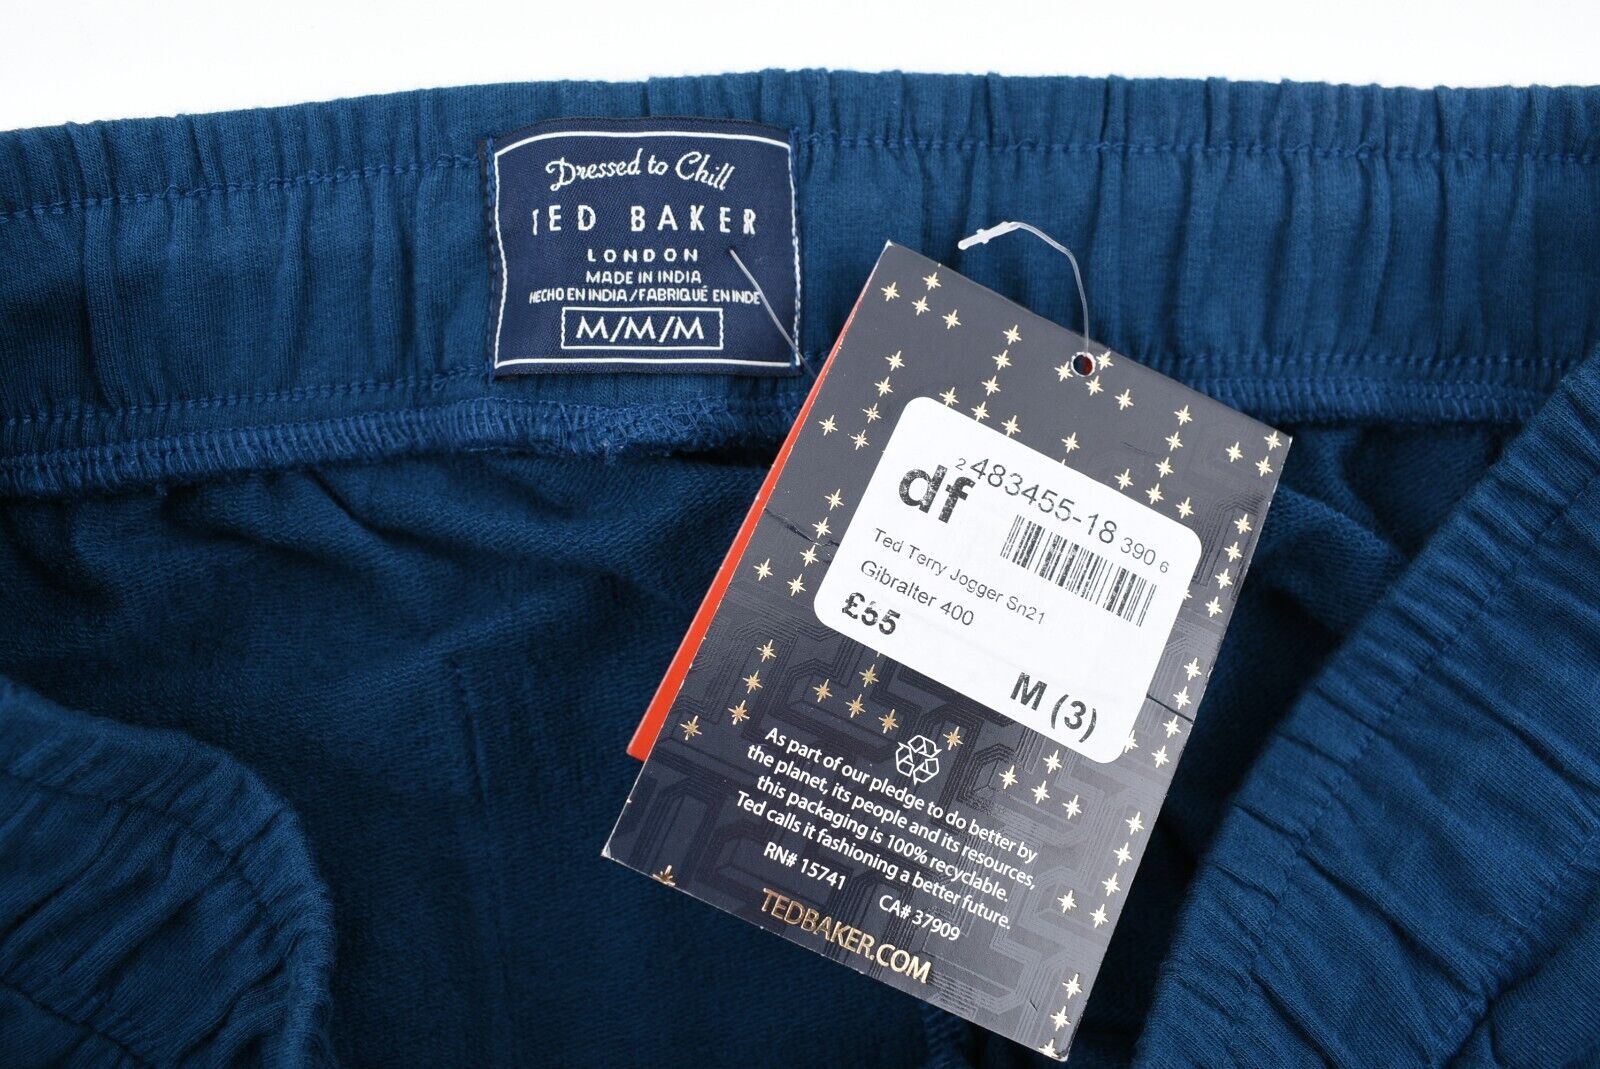 Dressed to Chill
TED BAKER
LONDON
MADE IN INDIA
HECHO EN INDIA / FABRIQUÉ EN INDE
M/M/M
df
2 483455-18 390 6
Ted Terry Jogger Sn21
Gibralter 400
M (3)
As part of our pledge to do better by
the planet, its people and its resources,
this packaging is 100% recyclable.
Ted calls it fashioning a better future.
RN# 15741
CA# 37909
TEDBAKER.COM